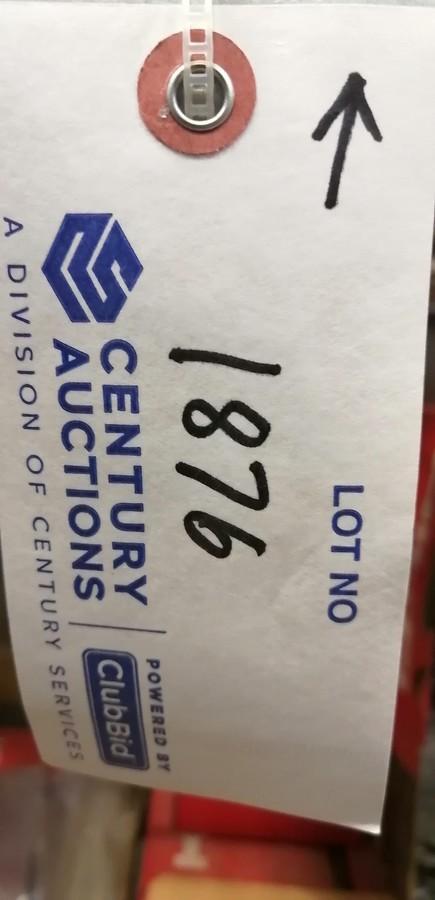 LOT NO
1876
CENTURY
AUCTIONS
POWERED BY
ClubBid
A DIVISION OF CENTURY SERVICES